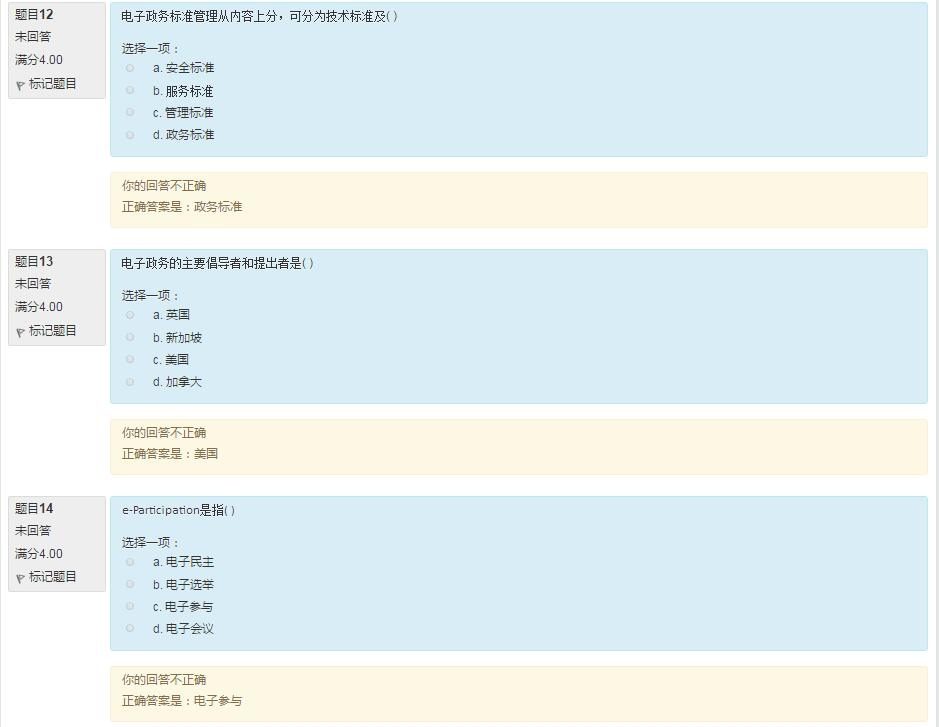 题目12
未回答
满分4.00
标记题目
电子政务标准管理从内容上分，可分为技术标准及( )
选择一项：
a. 安全标准
b. 服务标准
c. 管理标准
d. 政务标准
你的回答不正确
正确答案是：政务标准
题目13
未回答
满分4.00
标记题目
电子政务的主要倡导者和提出者是( )
选择一项：
a. 英国
b. 新加坡
c. 美国
d. 加拿大
你的回答不正确
正确答案是：美国
题目14
未回答
满分4.00
标记题目
e-Participation是指( )
选择一项：
a. 电子民主
b. 电子选举
c. 电子参与
d. 电子会议
你的回答不正确
正确答案是：电子参与